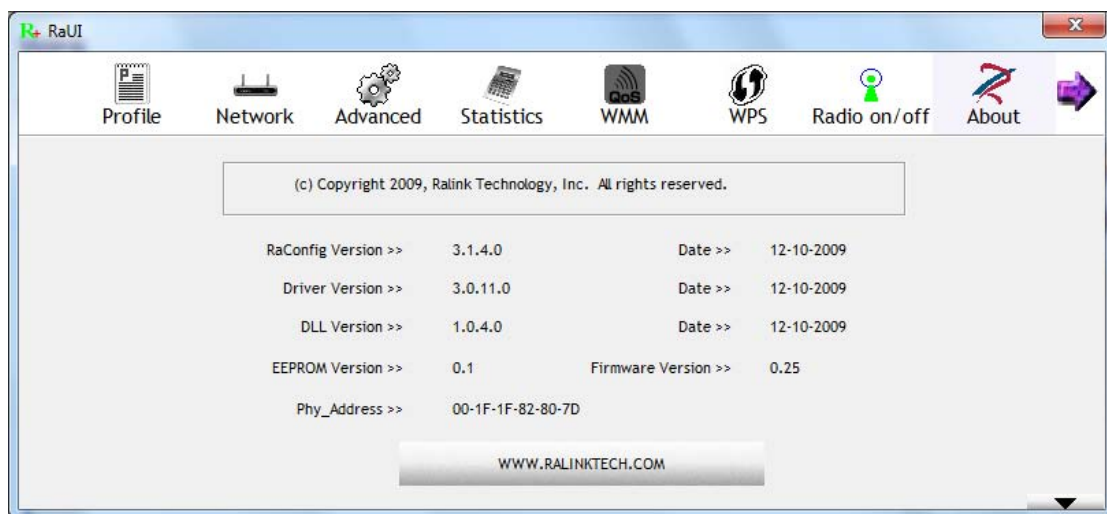 R+ RaUI
Profile Network Advanced Statistics WMM WPS Radio on/off About
P
QoS
(c) Copyright 2009, Ralink Technology, Inc. All rights reserved.
RaConfig Version >> 3.1.4.0 Date >> 12-10-2009
Driver Version >> 3.0.11.0 Date >> 12-10-2009
DLL Version >> 1.0.4.0 Date >> 12-10-2009
EEPROM Version >> 0.1 Firmware Version >> 0.25
Phy_Address >> 00-1F-1F-82-80-7D
WWW.RALINKTECH.COM